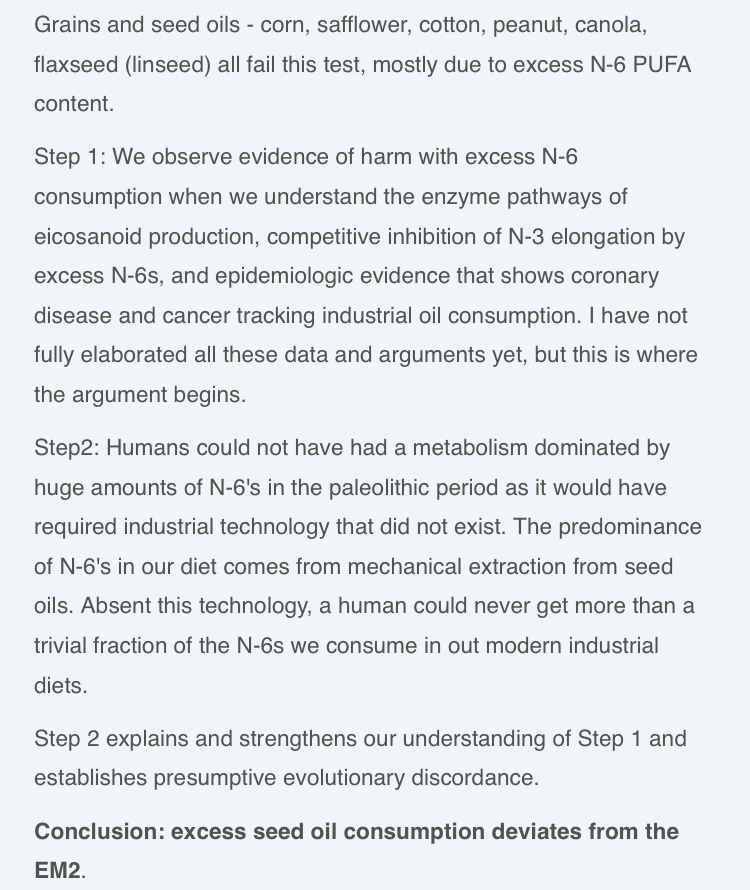 Grains and seed oils - corn, safflower, cotton, peanut, canola,
flaxseed (linseed) all fail this test, mostly due to excess N-6 PUFA
content.
Step 1: We observe evidence of harm with excess N-6
consumption when we understand the enzyme pathways of
eicosanoid production, competitive inhibition of N-3 elongation by
excess N-6s, and epidemiologic evidence that shows coronary
disease and cancer tracking industrial oil consumption. I have not
fully elaborated all these data and arguments yet, but this is where
the argument begins.
Step2: Humans could not have had a metabolism dominated by
huge amounts of N-6's in the paleolithic period as it would have
required industrial technology that did not exist. The predominance
of N-6's in our diet comes from mechanical extraction from seed
oils. Absent this technology, a human could never get more than a
trivial fraction of the N-6s we consume in out modern industrial
diets.
Step 2 explains and strengthens our understanding of Step 1 and
establishes presumptive evolutionary discordance.
Conclusion: excess seed oil consumption deviates from the
EM2.